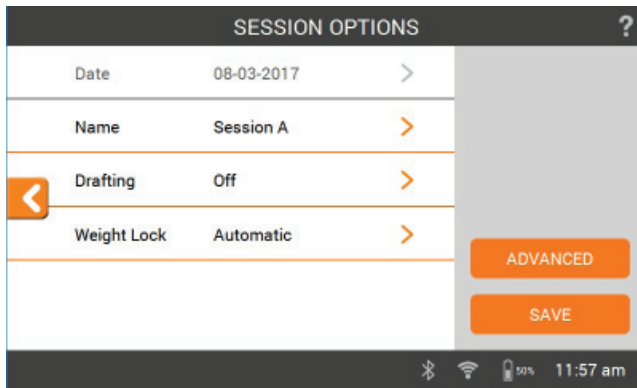 SESSION OPTIONS ?
Date 08-03-2017
Name Session A
Drafting Off
Weight Lock Automatic
ADVANCED
SAVE
50% 11:57 am